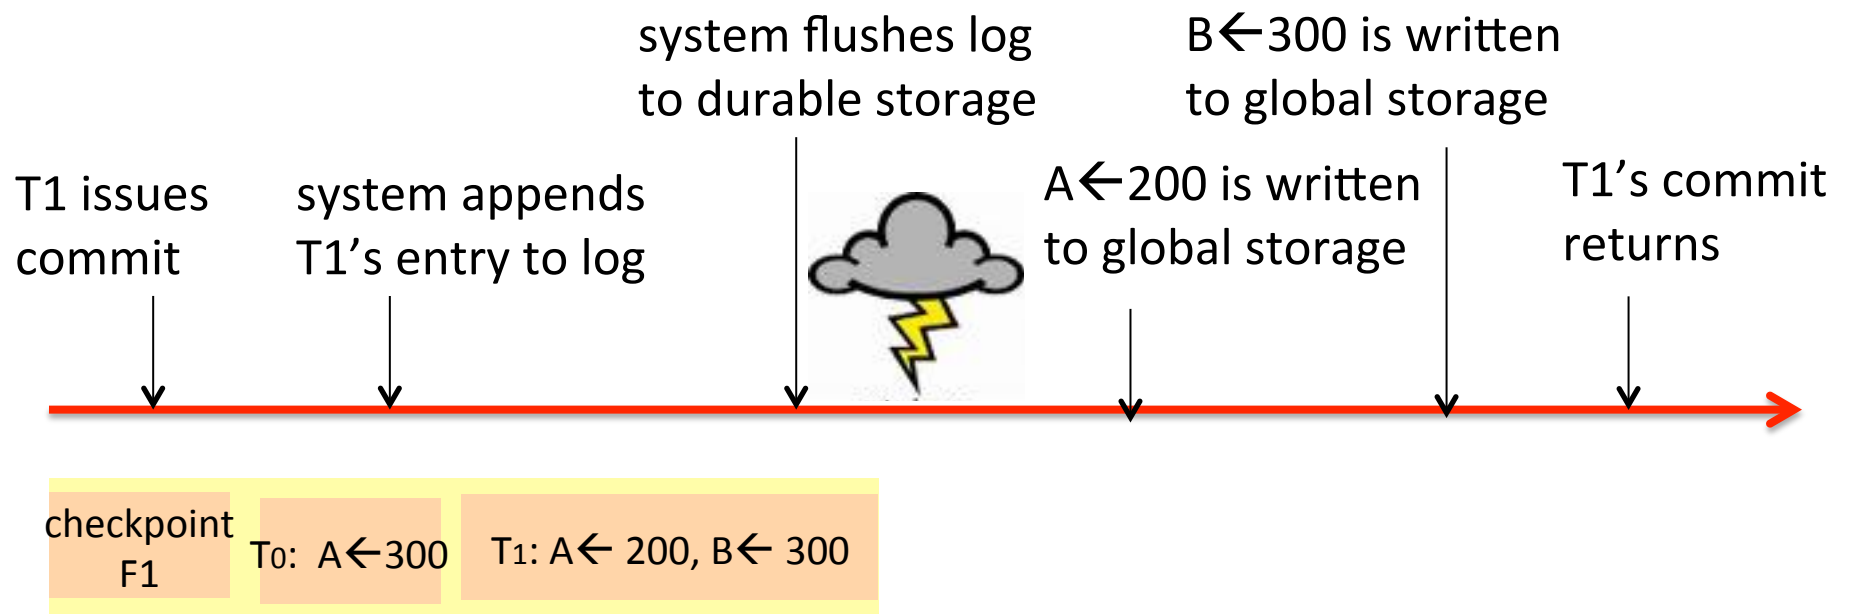 T1 issues
commit
system appends
T1's entry to log
system flushes log
to durable storage
A←200 is written
to global storage
B←300 is written
to global storage
T1's commit
returns
checkpoint
F1
T0: A←300
T1: A← 200, B← 300